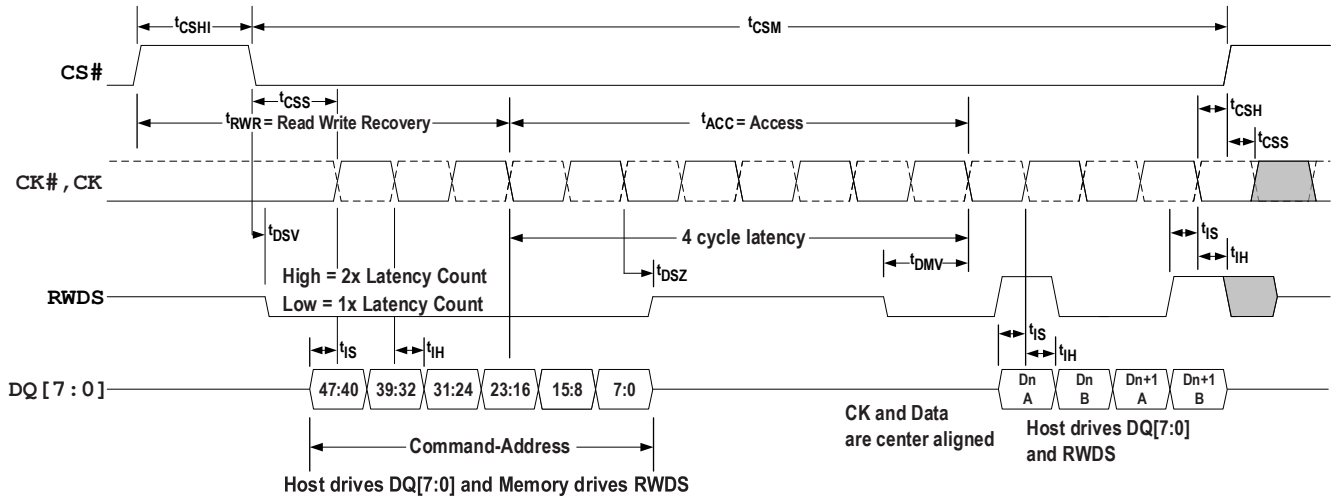 tCSHI
tCSM
CS#
tCSS
tRWR = Read Write Recovery
tACC = Access
tCSH
tCSS
CK#,CK
tDSV
4 cycle latency
tIS
tIH
tDSZ
tDMV
High = 2x Latency Count
Low = 1x Latency Count
RWDS
tIS
tIH
tIS
tIH
DQ[7:0]
47:40 39:32 31:24 23:16 15:8 7:0
Dn A
Dn B
Dn+1 A
Dn+1 B
CK and Data
are center aligned
Host drives DQ[7:0]
and RWDS
Command-Address
Host drives DQ[7:0] and Memory drives RWDS